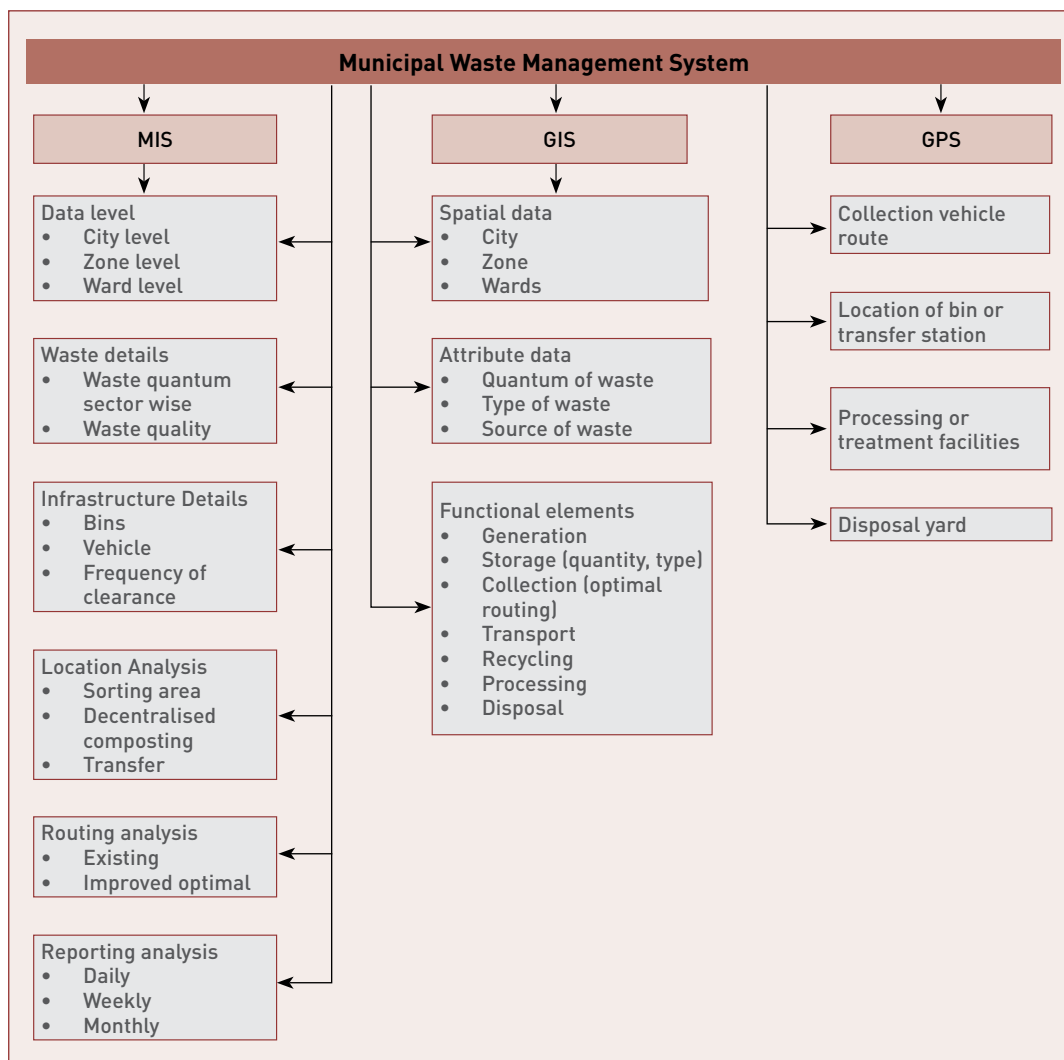 Municipal Waste Management System
MIS
Data level
• City level
• Zone level
• Ward level
Waste details
• Waste quantum
sector wise
• Waste quality
Infrastructure Details
• Bins
• Vehicle
• Frequency of
clearance
Location Analysis
• Sorting area
• Decentralised
composting
• Transfer
Routing analysis
• Existing
• Improved optimal
Reporting analysis
• Daily
• Weekly
• Monthly
GIS
Spatial data
• City
• Zone
• Wards
Attribute data
• Quantum of waste
• Type of waste
• Source of waste
Functional elements
• Generation
• Storage (quantity, type)
• Collection (optimal
routing)
• Transport
• Recycling
• Processing
• Disposal
GPS
Collection vehicle
route
Location of bin or
transfer station
Processing or
treatment facilities
Disposal yard